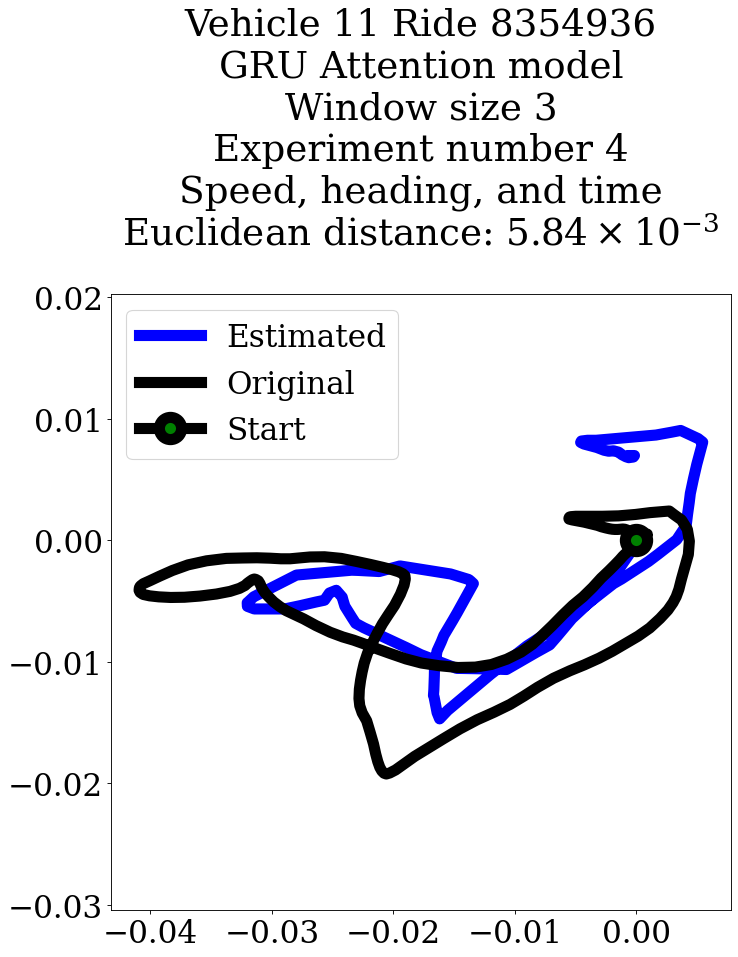 Vehicle 11 Ride 8354936
GRU Attention model
Window size 3
Experiment number 4
Speed, heading, and time
Euclidean distance: 5.84 × 10⁻³
0.02
0.01
0.00
−0.01
−0.02
−0.03
Estimated
Original
Start
−0.04 −0.03 −0.02 −0.01 0.00